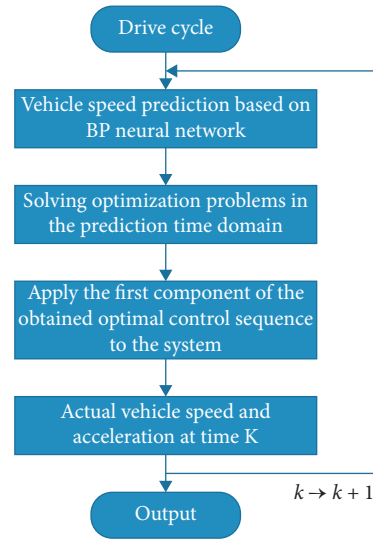 Drive cycle
Vehicle speed prediction based on
BP neural network
Solving optimization problems in
the prediction time domain
Apply the first component of the
obtained optimal control sequence
to the system
Actual vehicle speed and
acceleration at time K
k → k + 1
Output